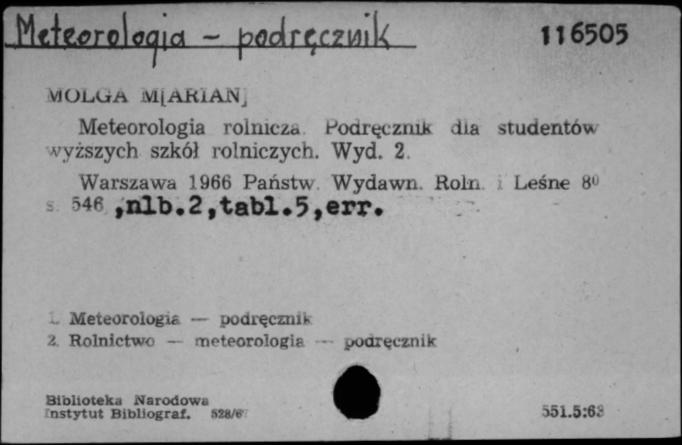 Meteorologia – podręcznik 116505
MOLGA M[ARIAN]
Meteorologia rolnicza. Podręcznik dla studentów
wyższych szkół rolniczych. Wyd. 2.
Warszawa 1966 Państw. Wydawn. Roln. i Leśne 8⁰
s. 546 ,nlb.2,tabl.5,err.
1. Meteorologia — podręcznik
2. Rolnictwo — meteorologia — podręcznik
Biblioteka Narodowa
Instytut Bibliograf. 551.5:63